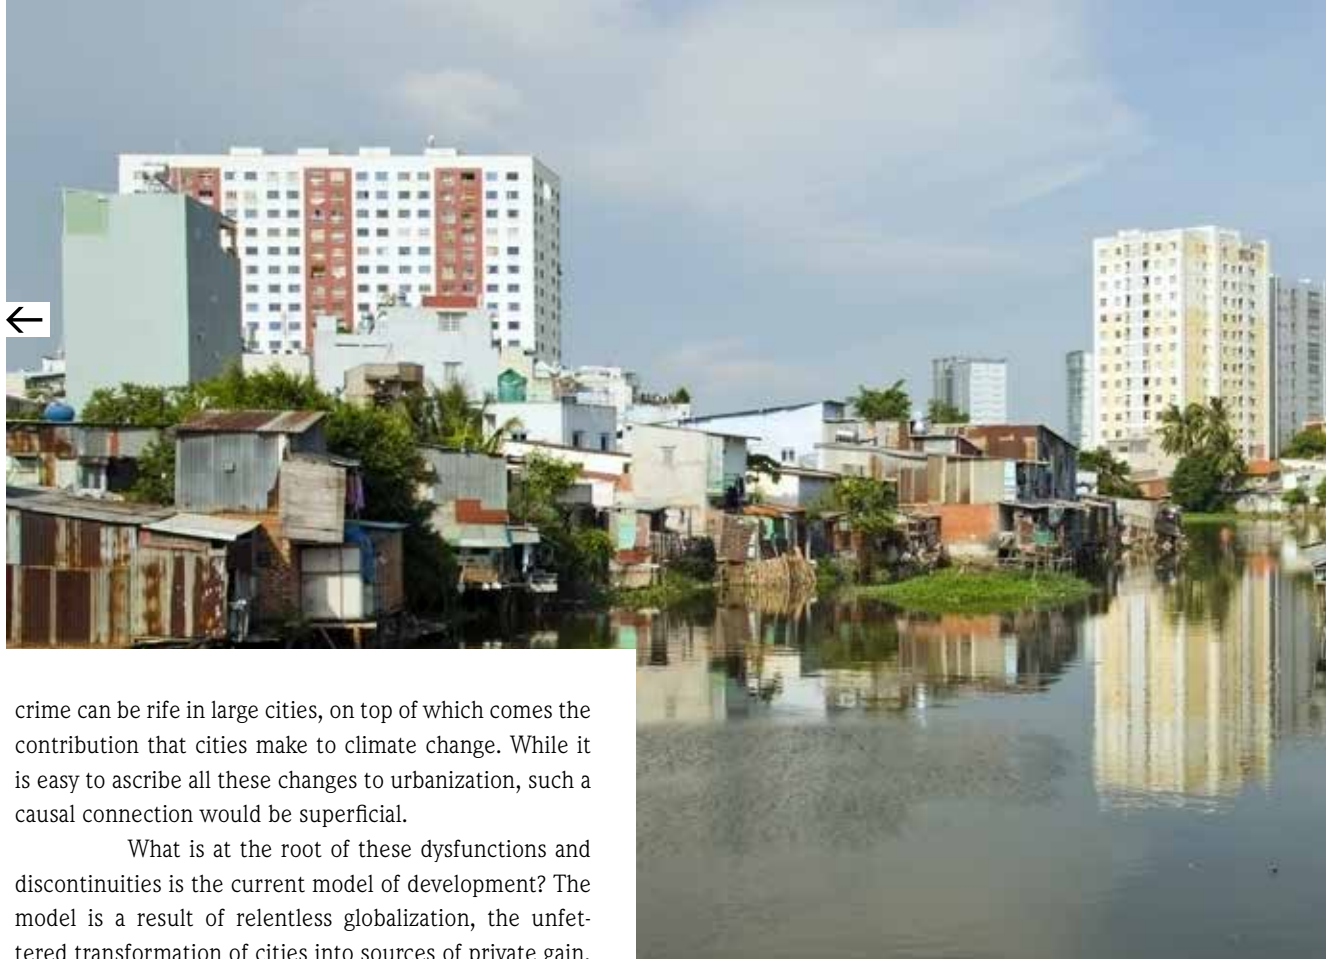 crime can be rife in large cities, on top of which comes the
contribution that cities make to climate change. While it
is easy to ascribe all these changes to urbanization, such a
causal connection would be superficial.
What is at the root of these dysfunctions and
discontinuities is the current model of development? The
model is a result of relentless globalization, the unfet-
tered transformation of cities into sources of private gain,